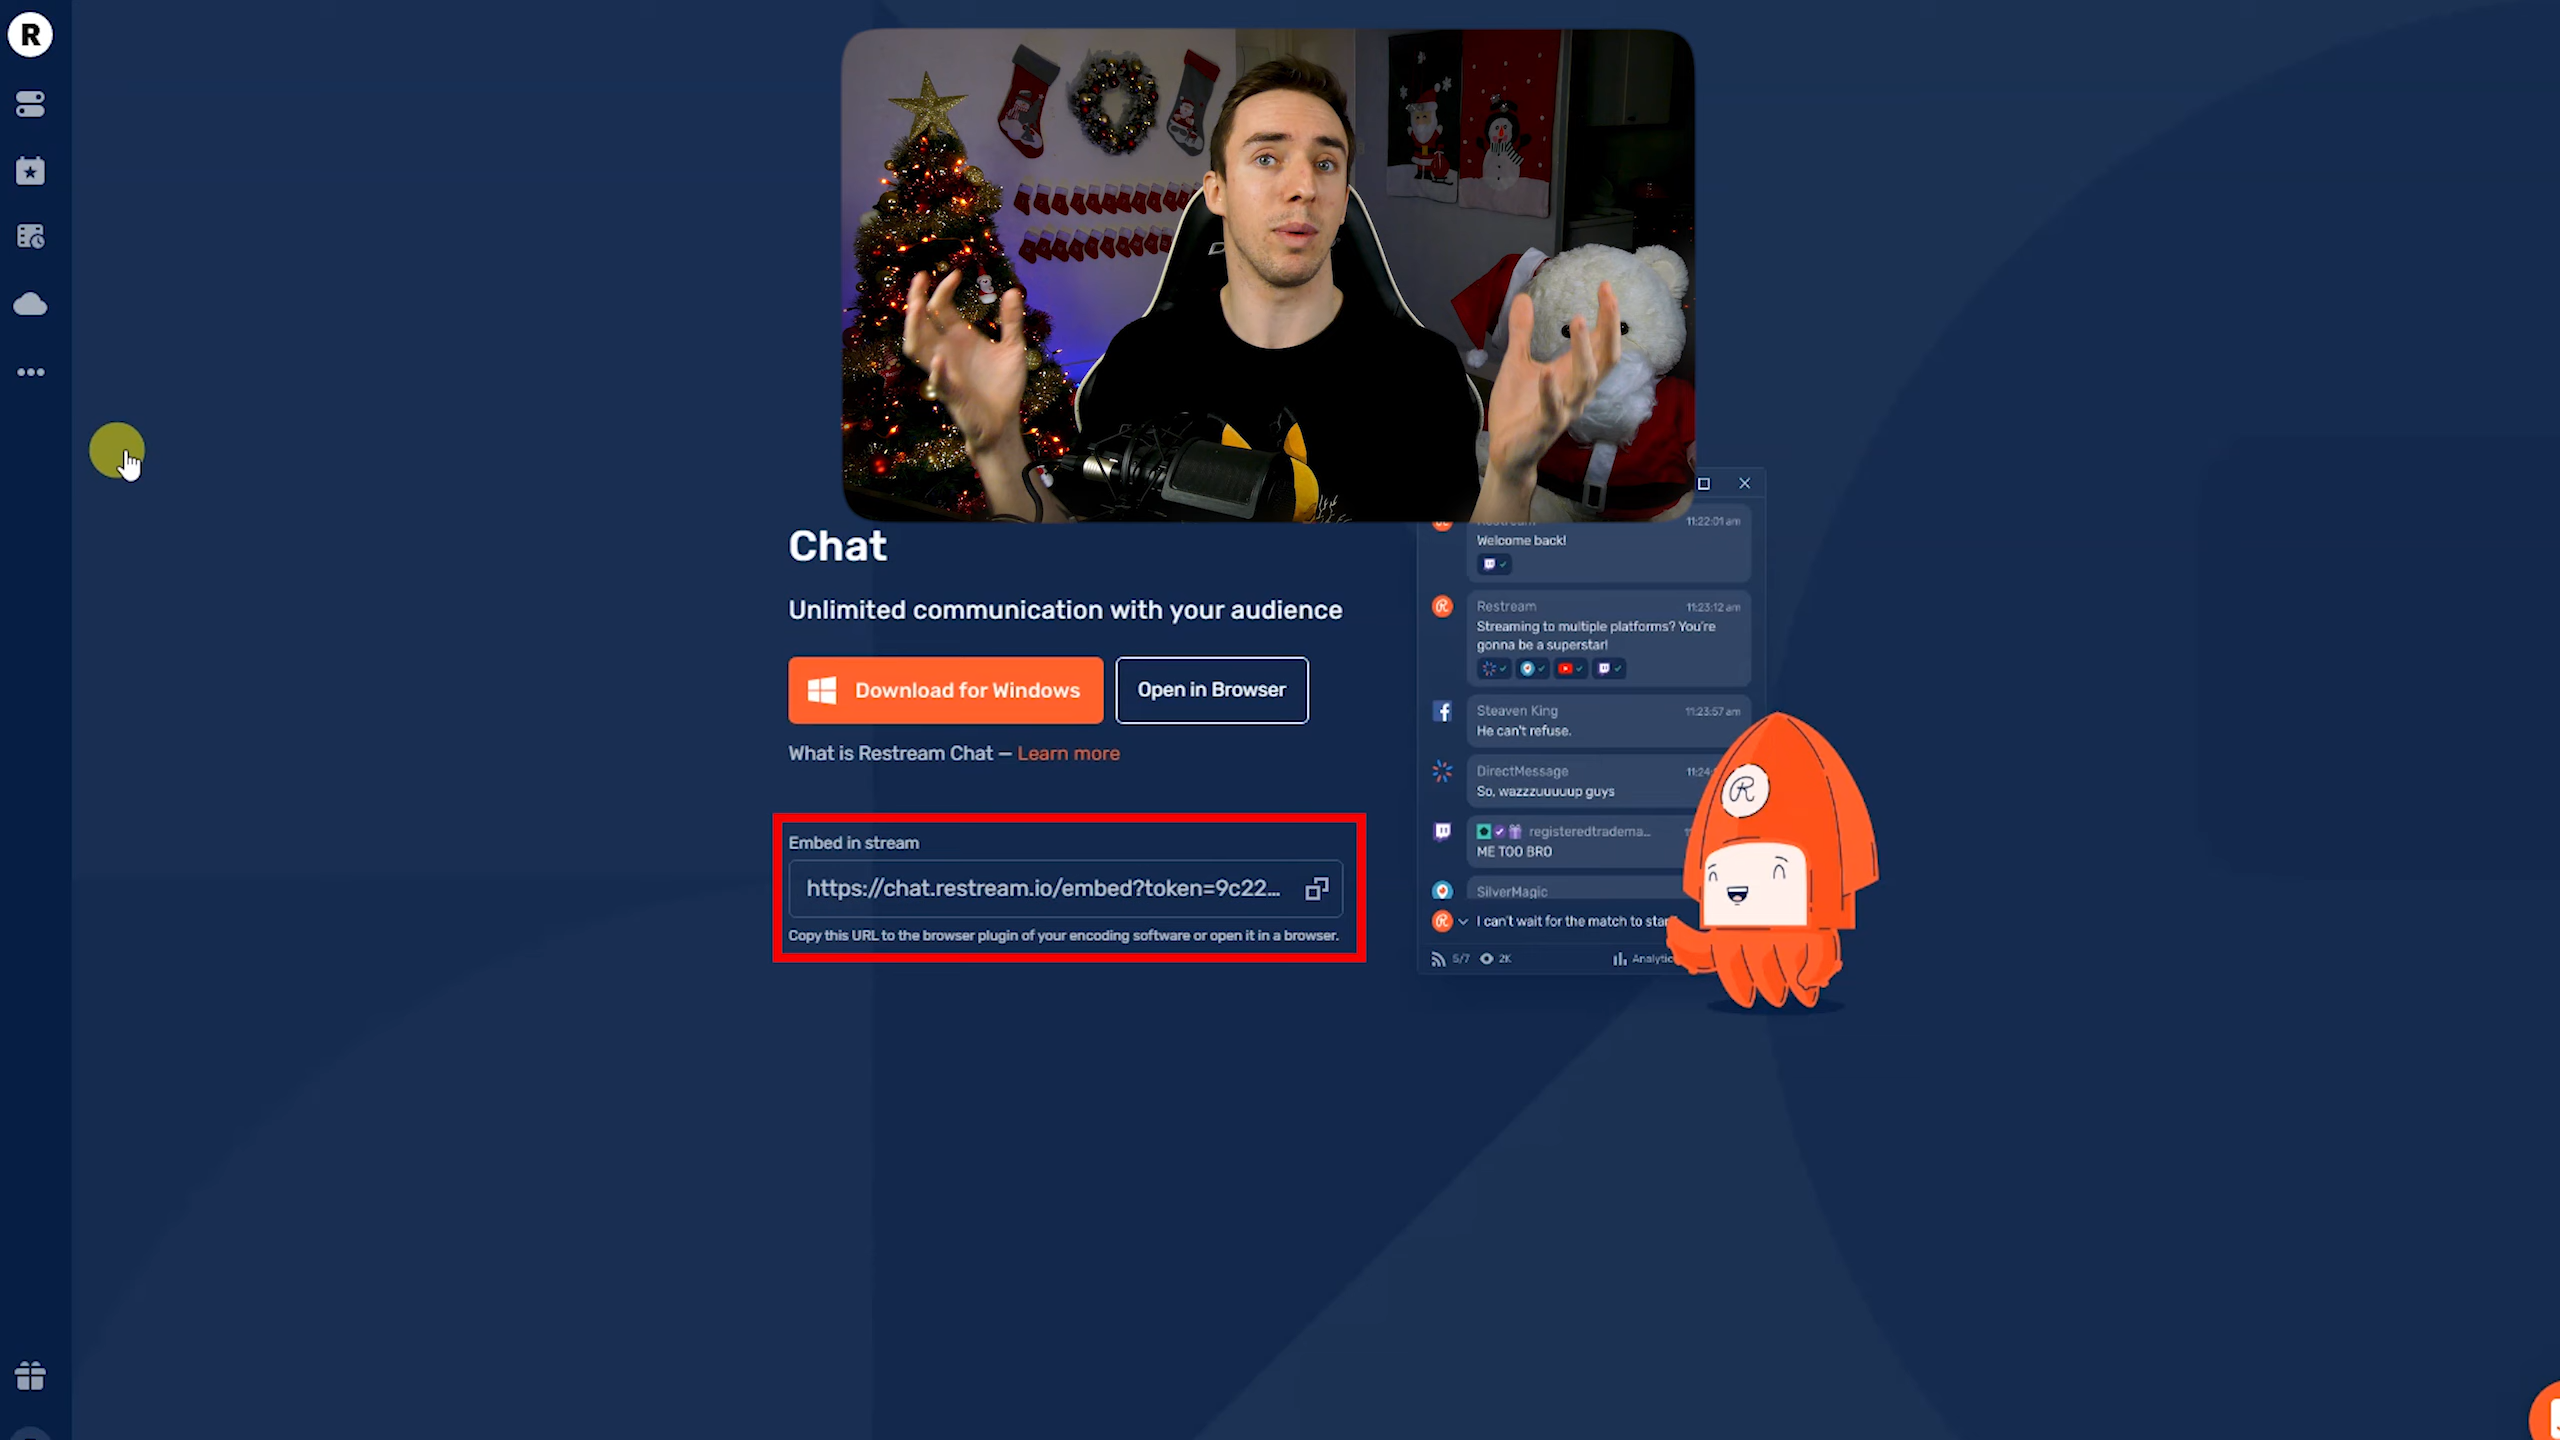 R
Chat
Unlimited communication with your audience
Download for Windows
Open in Browser
What is Restream Chat — Learn more
Embed in stream
https://chat.restream.io/embed?token=9c22...
Copy this URL to the browser plugin of your encoding software or open it in a browser.
11:22:01 am
Welcome back!
Restream 11:23:12 am
Streaming to multiple platforms? You're
gonna be a superstar!
Steaven King 11:23:57 am
He can't refuse.
DirectMessage 11:24
So, wazzzuuuuup guys
registeredtradema...
ME TOO BRO
SilverMagic
I can't wait for the match to star
5/7 2K Analytic
R